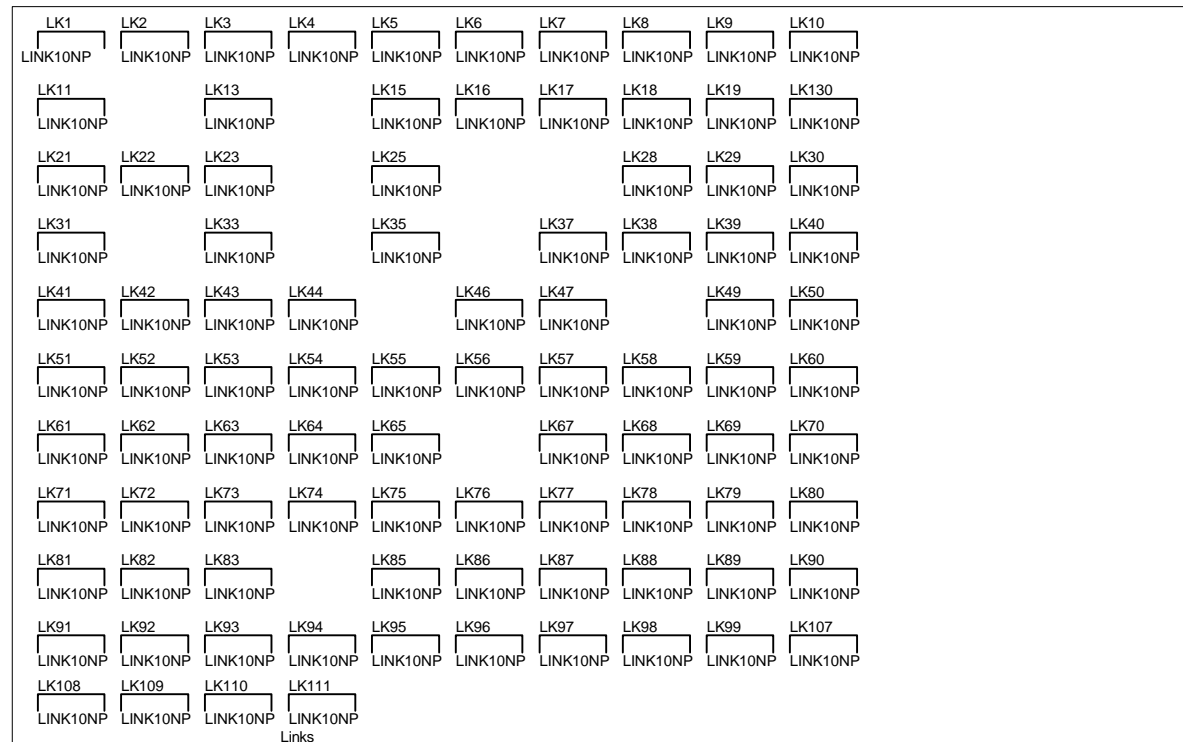 LK1 LK2 LK3 LK4 LK5 LK6 LK7 LK8 LK9 LK10
LINK10NP LINK10NP LINK10NP LINK10NP LINK10NP LINK10NP LINK10NP LINK10NP LINK10NP LINK10NP
LK11 LK13 LK15 LK16 LK17 LK18 LK19 LK130
LINK10NP LINK10NP LINK10NP LINK10NP LINK10NP LINK10NP LINK10NP LINK10NP
LK21 LK22 LK23 LK25 LK28 LK29 LK30
LINK10NP LINK10NP LINK10NP LINK10NP LINK10NP LINK10NP LINK10NP
LK31 LK33 LK35 LK37 LK38 LK39 LK40
LINK10NP LINK10NP LINK10NP LINK10NP LINK10NP LINK10NP LINK10NP
LK41 LK42 LK43 LK44 LK46 LK47 LK49 LK50
LINK10NP LINK10NP LINK10NP LINK10NP LINK10NP LINK10NP LINK10NP LINK10NP
LK51 LK52 LK53 LK54 LK55 LK56 LK57 LK58 LK59 LK60
LINK10NP LINK10NP LINK10NP LINK10NP LINK10NP LINK10NP LINK10NP LINK10NP LINK10NP LINK10NP
LK61 LK62 LK63 LK64 LK65 LK67 LK68 LK69 LK70
LINK10NP LINK10NP LINK10NP LINK10NP LINK10NP LINK10NP LINK10NP LINK10NP LINK10NP
LK71 LK72 LK73 LK74 LK75 LK76 LK77 LK78 LK79 LK80
LINK10NP LINK10NP LINK10NP LINK10NP LINK10NP LINK10NP LINK10NP LINK10NP LINK10NP LINK10NP
LK81 LK82 LK83 LK85 LK86 LK87 LK88 LK89 LK90
LINK10NP LINK10NP LINK10NP LINK10NP LINK10NP LINK10NP LINK10NP LINK10NP LINK10NP
LK91 LK92 LK93 LK94 LK95 LK96 LK97 LK98 LK99 LK107
LINK10NP LINK10NP LINK10NP LINK10NP LINK10NP LINK10NP LINK10NP LINK10NP LINK10NP LINK10NP
LK108 LK109 LK110 LK111
LINK10NP LINK10NP LINK10NP LINK10NP
Links